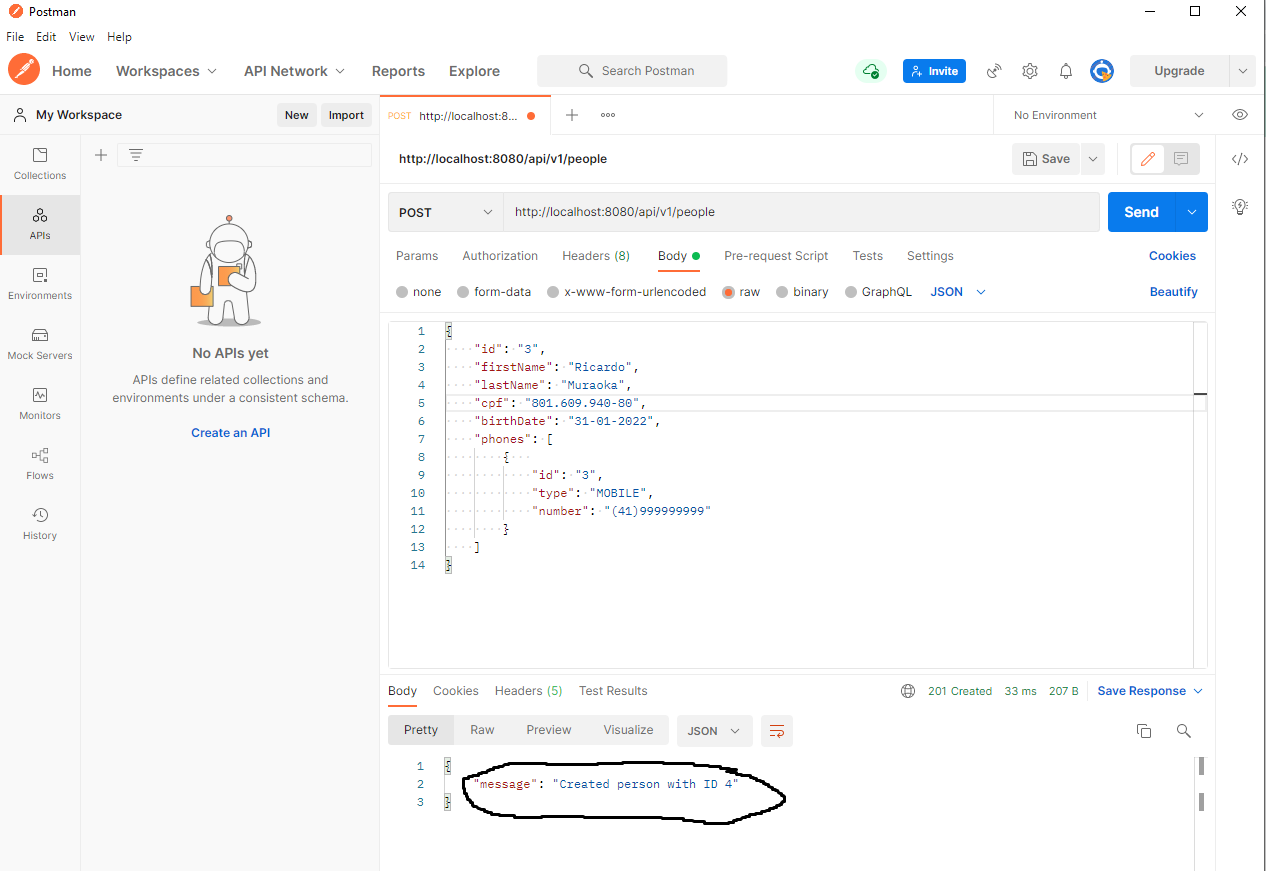 Postman
File Edit View Help
Home Workspaces API Network Reports Explore Search Postman Invite Upgrade
My Workspace New Import POST http://localhost:8... No Environment
Collections
APIs
Environments
Mock Servers
Monitors
Flows
History
No APIs yet
APIs define related collections and
environments under a consistent schema.
Create an API
http://localhost:8080/api/v1/people Save
POST http://localhost:8080/api/v1/people Send
Params Authorization Headers (8) Body Pre-request Script Tests Settings Cookies
none form-data x-www-form-urlencoded raw binary GraphQL JSON Beautify
1 {
2 "id": "3",
3 "firstName": "Ricardo",
4 "lastName": "Muraoka",
5 "cpf": "801.609.940-80",
6 "birthDate": "31-01-2022",
7 "phones": [
8 {
9 "id": "3",
10 "type": "MOBILE",
11 "number": "(41)999999999"
12 }
13 ]
14 }
Body Cookies Headers (5) Test Results 201 Created 33 ms 207 B Save Response
Pretty Raw Preview Visualize JSON
1 {
2 "message": "Created person with ID 4"
3 }